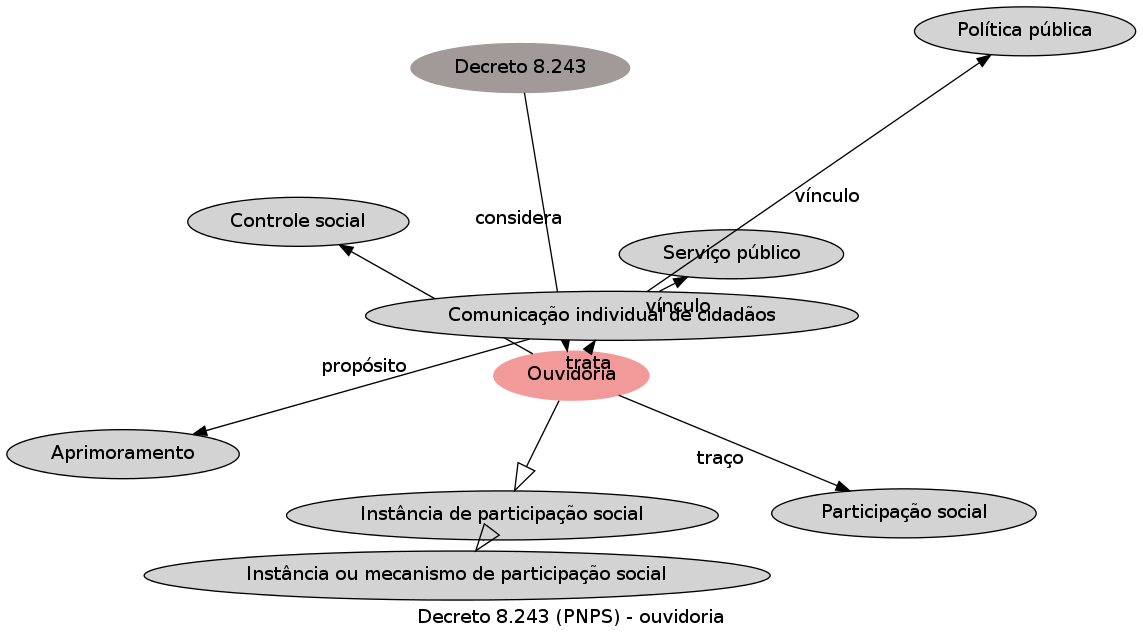 Política pública
Decreto 8.243
vínculo
considera
Controle social
Serviço público
vínculo
Comunicação individual de cidadãos
trata
propósito
Ouvidoria
Aprimoramento
traço
Instância de participação social
Participação social
Instância ou mecanismo de participação social
Decreto 8.243 (PNPS) - ouvidoria